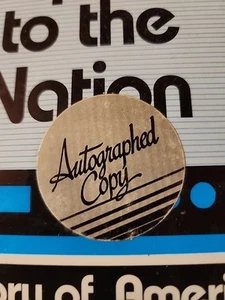 to the
Nation
Autographed
Copy
ory of Ameri